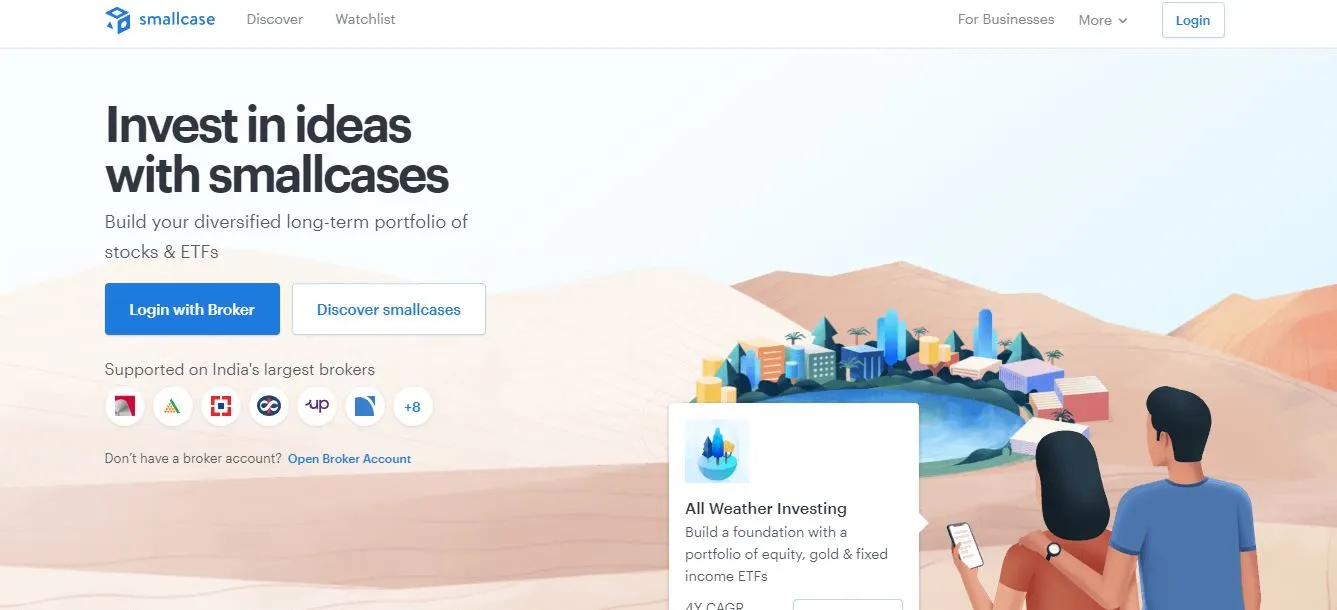 smallcase
Discover
Watchlist
For Businesses
More
Login
Invest in ideas
with smallcases
Build your diversified long-term portfolio of
stocks & ETFs
Login with Broker
Discover smallcases
Supported on India's largest brokers
up
+8
Don't have a broker account? Open Broker Account
All Weather Investing
Build a foundation with a
portfolio of equity, gold & fixed
income ETFs
4Y CAGR